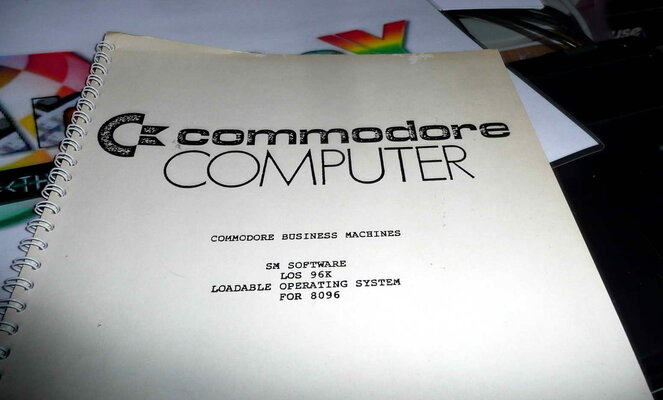 commodore
COMPUTER
COMMODORE BUSINESS MACHINES
SM SOFTWARE
LOS 96K
LOADABLE OPERATING SYSTEM
FOR 8096